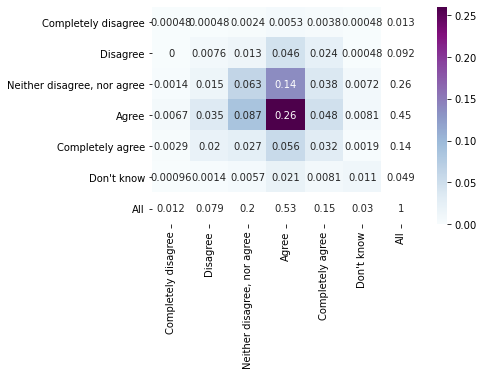 Completely disagree 0.00048 0.00048 0.0024 0.0053 0.0038 0.00048 0.013
Disagree 0 0.0076 0.013 0.046 0.024 0.00048 0.092
Neither disagree, nor agree 0.0014 0.015 0.063 0.14 0.038 0.0072 0.26
Agree 0.0067 0.035 0.087 0.26 0.048 0.0081 0.45
Completely agree 0.0029 0.02 0.027 0.056 0.032 0.0019 0.14
Don't know 0.00096 0.0014 0.0057 0.021 0.0081 0.011 0.049
All 0.012 0.079 0.2 0.53 0.15 0.03 1
Completely disagree
Disagree
Neither disagree, nor agree
Agree
Completely agree
Don't know
All
0.25
0.20
0.15
0.10
0.05
0.00